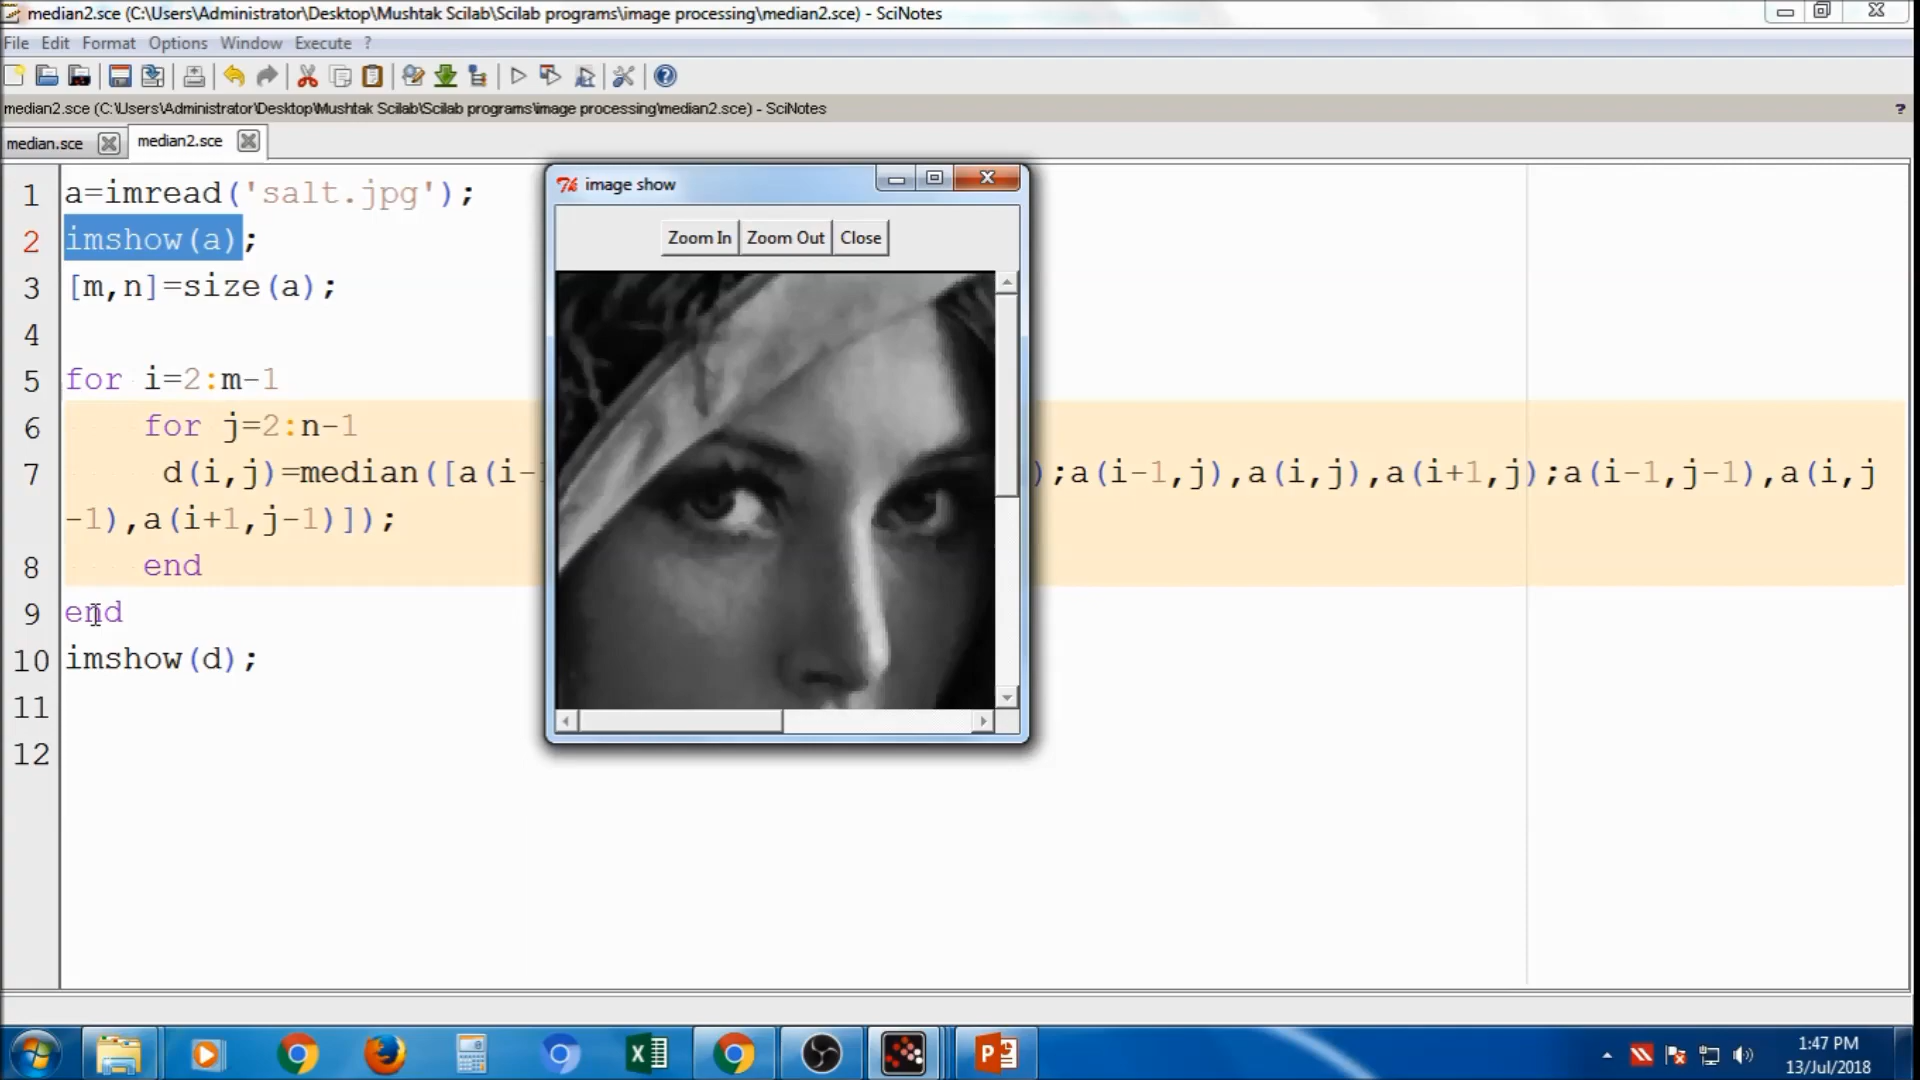 median2.sce (C:\Users\Administrator\Desktop\Mushtak Scilab\Scilab programs\image processing\median2.sce) - SciNotes
File Edit Format Options Window Execute ?
median2.sce (C:\Users\Administrator\Desktop\Mushtak Scilab\Scilab programs\image processing\median2.sce) - SciNotes ?
median.sce median2.sce
1 a=imread('salt.jpg');
2 imshow(a);
3 [m,n]=size(a);
4
5 for i=2:m-1
6 for j=2:n-1
7 d(i,j)=median([a(i- );a(i-1,j),a(i,j),a(i+1,j);a(i-1,j-1),a(i,j
-1),a(i+1,j-1)]);
8 end
9 end
10 imshow(d);
11
12
image show
Zoom In Zoom Out Close
1:47 PM
13/Jul/2018